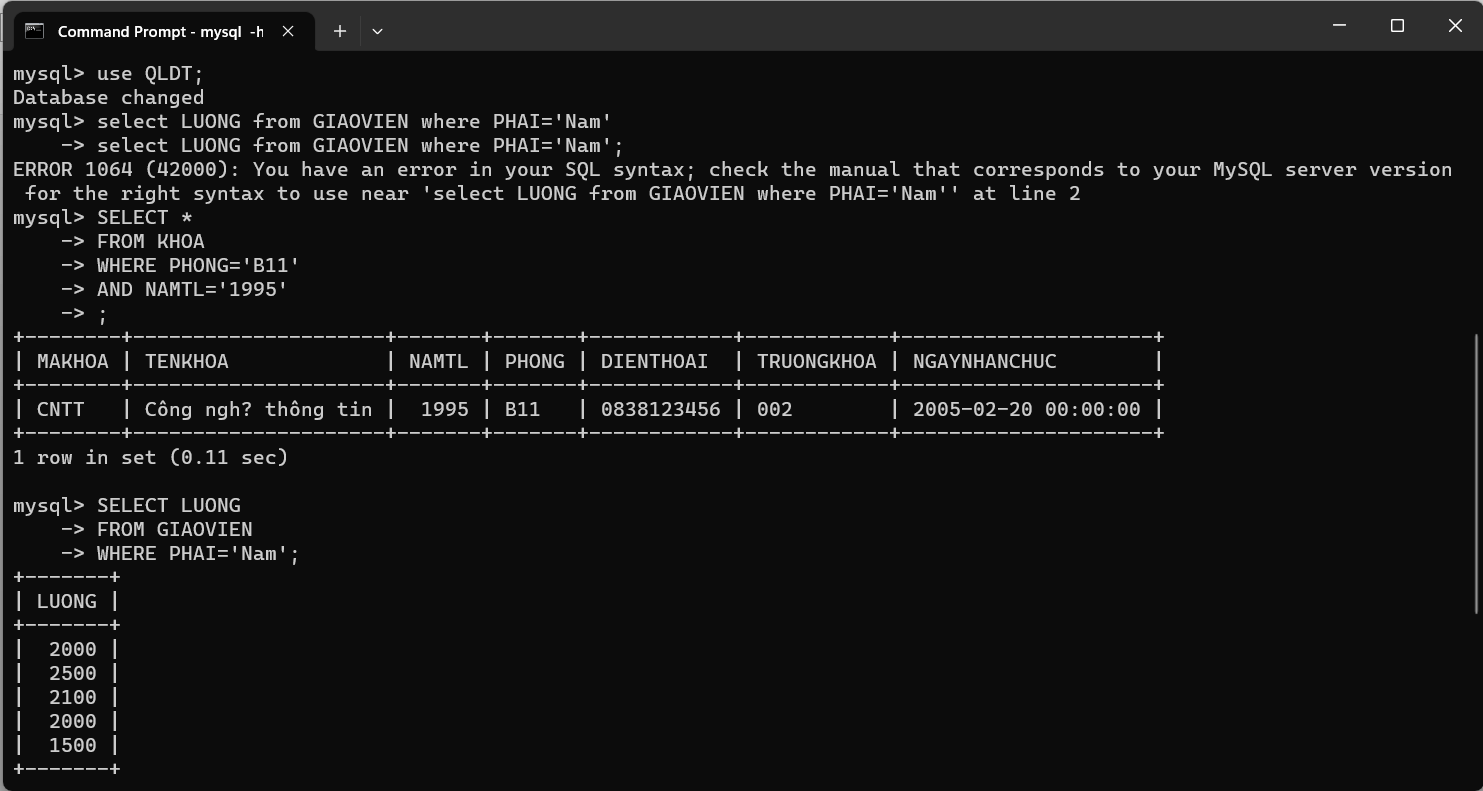 Command Prompt - mysql  -h
mysql> use QLDT;
Database changed
mysql> select LUONG from GIAOVIEN where PHAI='Nam'
    -> select LUONG from GIAOVIEN where PHAI='Nam';
ERROR 1064 (42000): You have an error in your SQL syntax; check the manual that corresponds to your MySQL server version
 for the right syntax to use near 'select LUONG from GIAOVIEN where PHAI='Nam'' at line 2
mysql> SELECT *
    -> FROM KHOA
    -> WHERE PHONG='B11'
    -> AND NAMTL='1995'
    -> ;
+--------+---------------------+-------+-------+------------+------------+---------------------+
| MAKHOA | TENKHOA             | NAMTL | PHONG | DIENTHOAI  | TRUONGKHOA | NGAYNHANCHUC        |
+--------+---------------------+-------+-------+------------+------------+---------------------+
| CNTT   | Công ngh? thông tin |  1995 | B11   | 0838123456 | 002        | 2005-02-20 00:00:00 |
+--------+---------------------+-------+-------+------------+------------+---------------------+
1 row in set (0.11 sec)
mysql> SELECT LUONG
    -> FROM GIAOVIEN
    -> WHERE PHAI='Nam';
+-------+
| LUONG |
+-------+
|  2000 |
|  2500 |
|  2100 |
|  2000 |
|  1500 |
+-------+